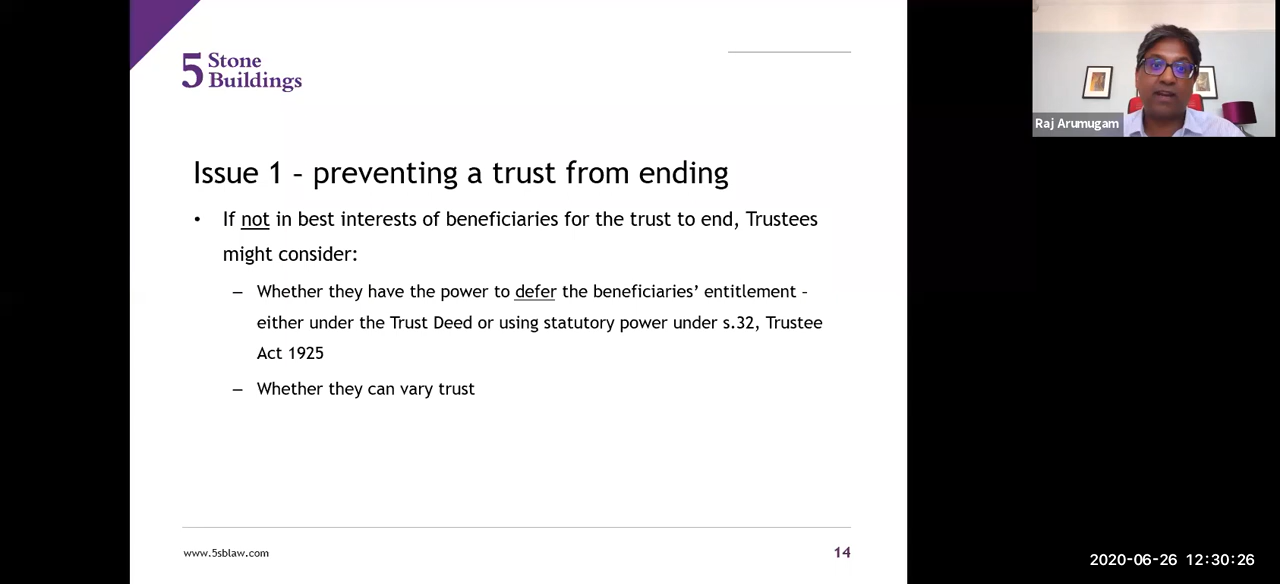 5 Stone
Buildings
Raj Arumugam
Issue 1 – preventing a trust from ending
• If not in best interests of beneficiaries for the trust to end, Trustees
might consider:
– Whether they have the power to defer the beneficiaries’ entitlement –
either under the Trust Deed or using statutory power under s.32, Trustee
Act 1925
– Whether they can vary trust
www.5sblaw.com
14
2020-06-26 12:30:26